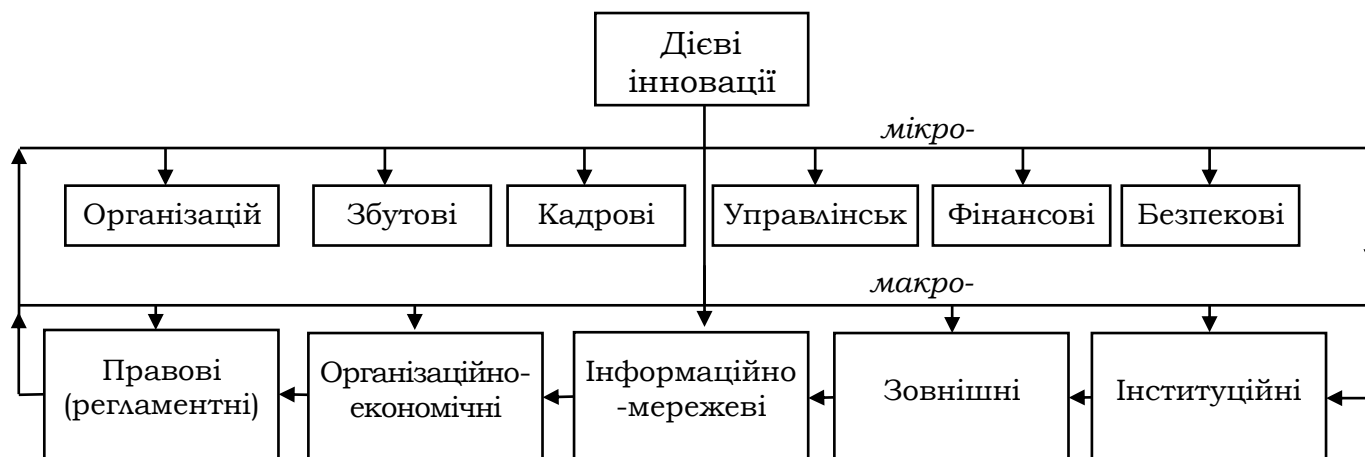 Дієві
інновації
мікро-
Організацій
Збутові
Кадрові
Управлінськ
Фінансові
Безпекові
макро-
Правові
(регламентні)
Організаційно-
економічні
Інформаційно
-мережеві
Зовнішні
Інституційні